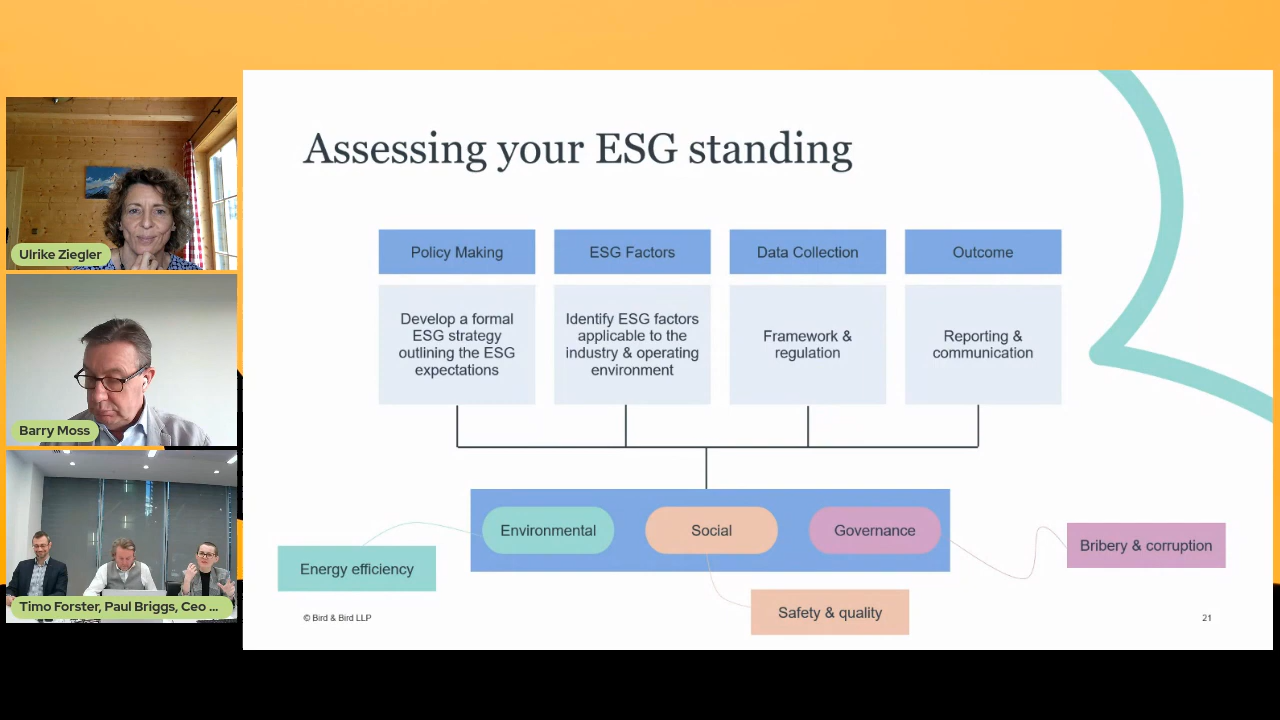 Assessing your ESG standing
Policy Making
ESG Factors
Data Collection
Outcome
Develop a formal
ESG strategy
outlining the ESG
expectations
Identify ESG factors
applicable to the
industry & operating
environment
Framework &
regulation
Reporting &
communication
Environmental
Social
Governance
Energy efficiency
Safety & quality
Bribery & corruption
© Bird & Bird LLP
21
Ulrike Ziegler
Barry Moss
Timo Forster, Paul Briggs, Ceo ...